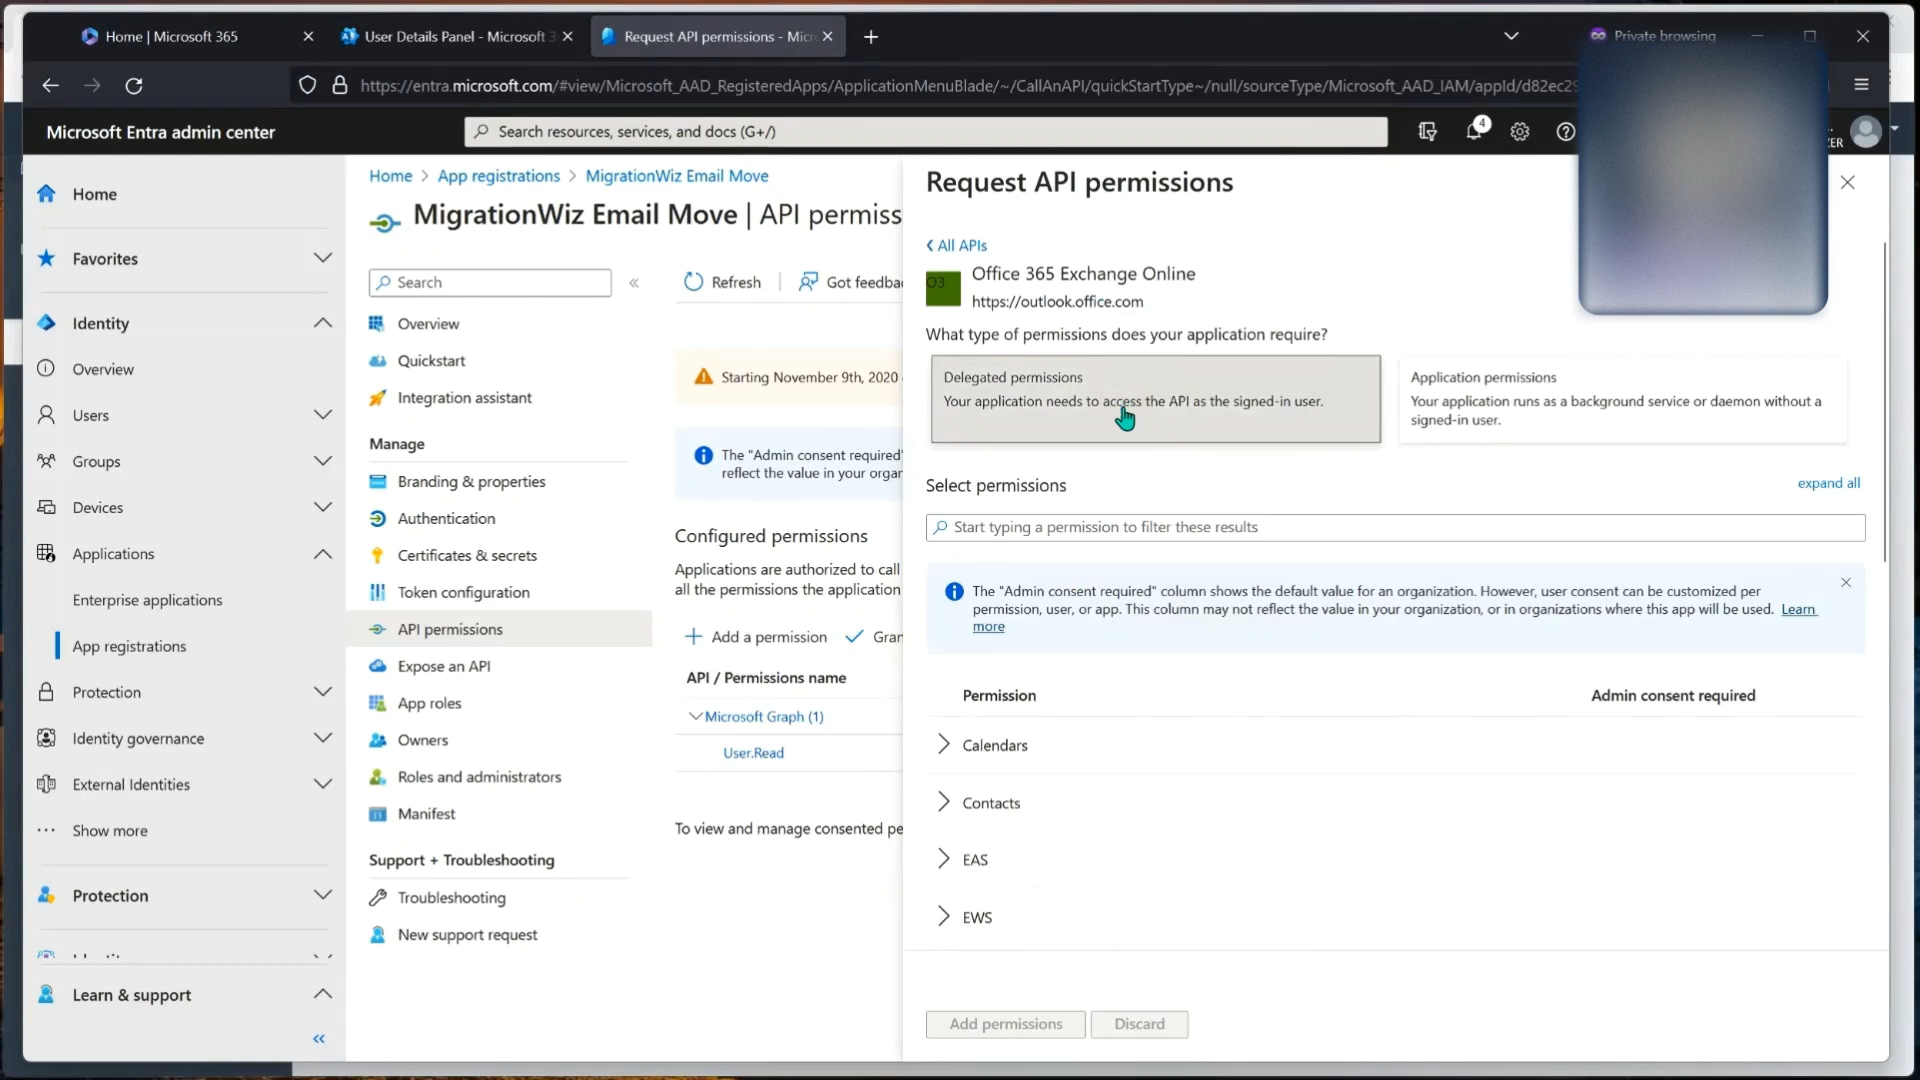 Home | Microsoft 365
User Details Panel - Microsoft 3
Request API permissions - Micr
Private browsing
https://entra.microsoft.com/#view/Microsoft_AAD_RegisteredApps/ApplicationMenuBlade/~/CallAnAPI/quickStartType~/null/sourceType/Microsoft_AAD_IAM/appId/d82ec29
Microsoft Entra admin center
Search resources, services, and docs (G+/)
4
ER
Home
Favorites
Identity
Overview
Users
Groups
Devices
Applications
Enterprise applications
App registrations
Protection
Identity governance
External Identities
Show more
Protection
Learn & support
Home > App registrations > MigrationWiz Email Move
MigrationWiz Email Move | API permiss
Search
Overview
Quickstart
Integration assistant
Manage
Branding & properties
Authentication
Certificates & secrets
Token configuration
API permissions
Expose an API
App roles
Owners
Roles and administrators
Manifest
Support + Troubleshooting
Troubleshooting
New support request
Refresh
Got feedba
Starting November 9th, 2020
The "Admin consent required"
reflect the value in your organ
Configured permissions
Applications are authorized to call
all the permissions the application
Add a permission
Gran
API / Permissions name
Microsoft Graph (1)
User.Read
To view and manage consented pe
Request API permissions
All APIs
O3
Office 365 Exchange Online
https://outlook.office.com
What type of permissions does your application require?
Delegated permissions
Your application needs to access the API as the signed-in user.
Application permissions
Your application runs as a background service or daemon without a
signed-in user.
Select permissions
expand all
Start typing a permission to filter these results
The "Admin consent required" column shows the default value for an organization. However, user consent can be customized per
permission, user, or app. This column may not reflect the value in your organization, or in organizations where this app will be used. Learn
more
Permission
Admin consent required
Calendars
Contacts
EAS
EWS
Add permissions
Discard